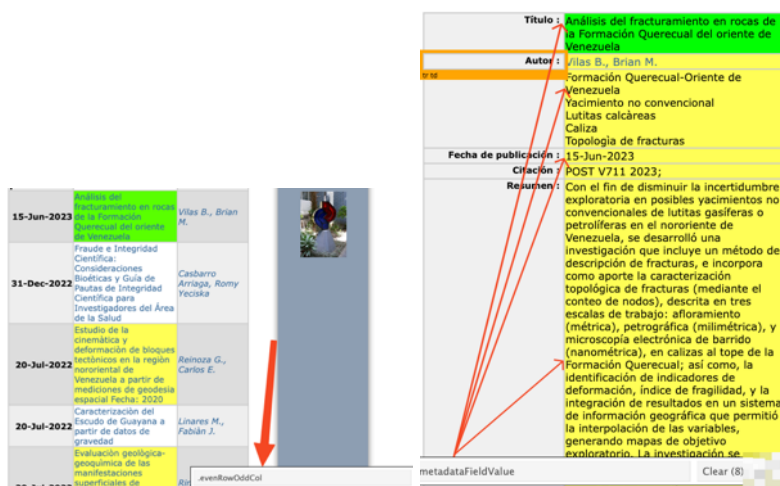 15-Jun-2023
Análisis del
fracturamiento en rocas
de la Formación
Querecual del oriente
de Venezuela
Vilas B., Brian
M.
31-Dec-2022
Fraude e Integridad
Científica:
Consideraciones
Bioéticas y Guía de
Pautas de Integridad
Científica para
Investigadores del Área
de la Salud
Casbarro
Arriaga, Romy
Yeciska
20-Jul-2022
Estudio de la
cinemática y
deformación de bloques
tectónicos en la región
nororiental de
Venezuela a partir de
mediciones de geodesia
espacial Fecha: 2020
Reinoza G.,
Carlos E.
20-Jul-2022
Caracterización del
Escudo de Guayana a
partir de datos de
gravedad
Linares M.,
Fabián J.
Evaluación geológica-
geoquímica de las
manifestaciones
superficiales de
.evenRowOddCol
Título :
Análisis del fracturamiento en rocas de
la Formación Querecual del oriente de
Venezuela
Autor :
Vilas B., Brian M.
tr td
Formación Querecual-Oriente de
Venezuela
Yacimiento no convencional
Lutitas calcàreas
Caliza
Topologìa de fracturas
Fecha de publicación :
15-Jun-2023
Citación :
POST V711 2023;
Resumen :
Con el fin de disminuir la incertidumbre
exploratoria en posibles yacimientos no
convencionales de lutitas gasíferas o
petrolíferas en el nororiente de
Venezuela, se desarrolló una
investigación que incluye un método de
descripción de fracturas, e incorpora
como aporte la caracterización
topológica de fracturas (mediante el
conteo de nodos), descrita en tres
escalas de trabajo: afloramiento
(métrica), petrográfica (milimétrica), y
microscopía electrónica de barrido
(nanométrica), en calizas al tope de la
Formación Querecual; así como, la
identificación de indicadores de
deformación, índice de fragilidad, y la
integración de resultados en un sistema
de información geográfica que permitió
la interpolación de las variables,
generando mapas de objetivo
exploratorio. La investigación se
metadataFieldValue
Clear (8)